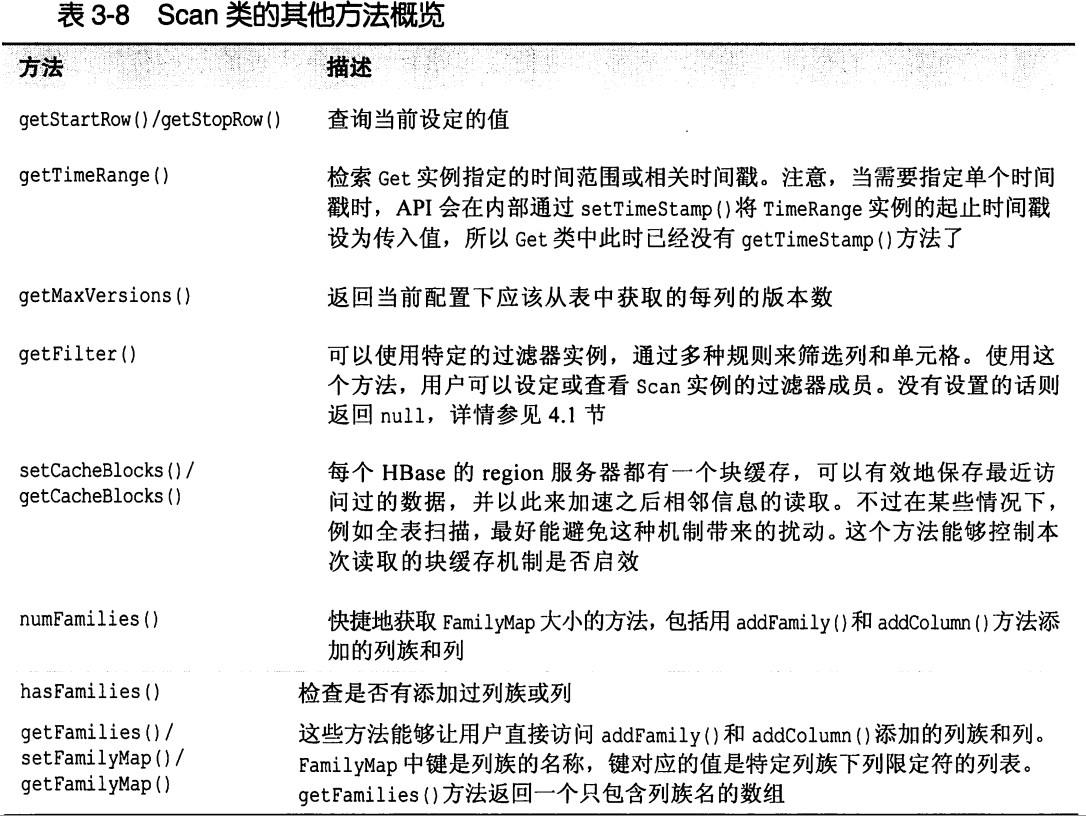 表 3-8 Scan 类的其他方法概览
方法 描述
getStartRow()/getStopRow() 查询当前设定的值
getTimeRange() 检索 Get 实例指定的时间范围或相关时间戳。注意，当需要指定单个时间
戳时，API 会在内部通过 setTimeStamp()将 TimeRange 实例的起止时间戳
设为传入值，所以 Get 类中此时已经没有 getTimeStamp()方法了
getMaxVersions() 返回当前配置下应该从表中获取的每列的版本数
getFilter() 可以使用特定的过滤器实例，通过多种规则来筛选列和单元格。使用这
个方法，用户可以设定或查看 Scan 实例的过滤器成员。没有设置的话则
返回 null，详情参见 4.1 节
setCacheBlocks()/ 每个 HBase 的 region 服务器都有一个块缓存，可以有效地保存最近访
getCacheBlocks() 问过的数据，并以此来加速之后相邻信息的读取。不过在某些情况下，
例如全表扫描，最好能避免这种机制带来的扰动。这个方法能够控制本
次读取的块缓存机制是否启效
numFamilies() 快捷地获取 FamilyMap 大小的方法，包括用 addFamily()和 addColumn()方法添
加的列族和列
hasFamilies() 检查是否有添加过列族或列
getFamilies()/ 这些方法能够让用户直接访问 addFamily()和 addColumn()添加的列族和列。
setFamilyMap()/ FamilyMap 中键是列族的名称，键对应的值是特定列族下列限定符的列表。
getFamilyMap() getFamilies()方法返回一个只包含列族名的数组